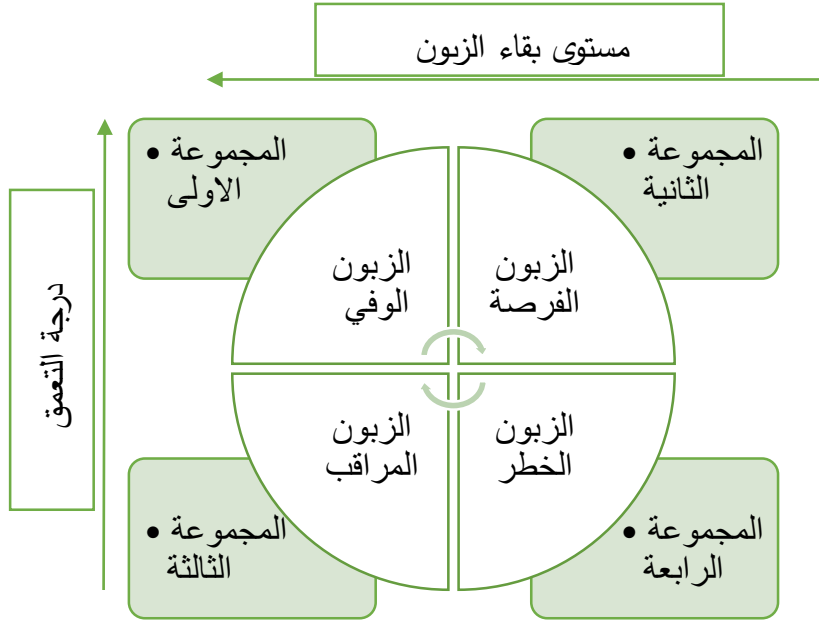 مستوى بقاء الزبون
المجموعة •
الثانية
المجموعة •
الاولى
الزبون
الفرصة
الزبون
الوفي
درجة التعمق
الزبون
الخطر
الزبون
المراقب
المجموعة •
الرابعة
المجموعة •
الثالثة